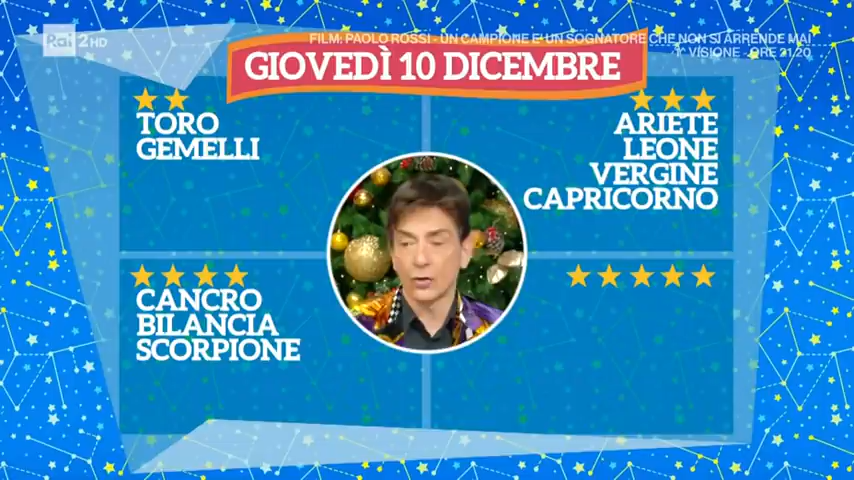 Rai 2HD
FILM: PAOLO ROSSI - UN CAMPIONE E' UN SOGNATORE CHE NON SI ARRENDE MAI
1^ VISIONE - ORE 21.20
GIOVEDÌ 10 DICEMBRE
TORO
GEMELLI
ARIETE
LEONE
VERGINE
CAPRICORNO
CANCRO
BILANCIA
SCORPIONE